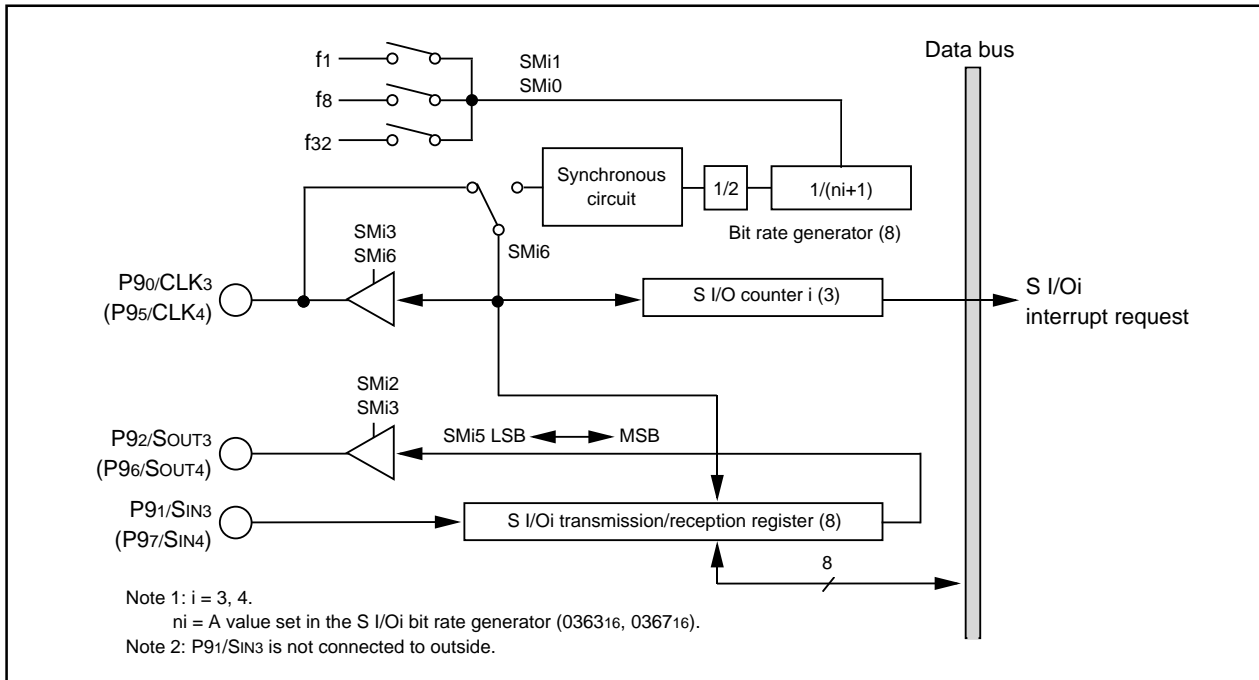 Data bus
f1
f8
f32
SMi1
SMi0
Synchronous
circuit
1/2
1/(ni+1)
Bit rate generator (8)
SMi3
SMi6
SMi6
P90/CLK3
(P95/CLK4)
S I/O counter i (3)
S I/Oi
interrupt request
SMi2
SMi3
SMi5 LSB
MSB
P92/SOUT3
(P96/SOUT4)
P91/SIN3
(P97/SIN4)
S I/Oi transmission/reception register (8)
8
Note 1: i = 3, 4.
ni = A value set in the S I/Oi bit rate generator (036316, 036716).
Note 2: P91/SIN3 is not connected to outside.